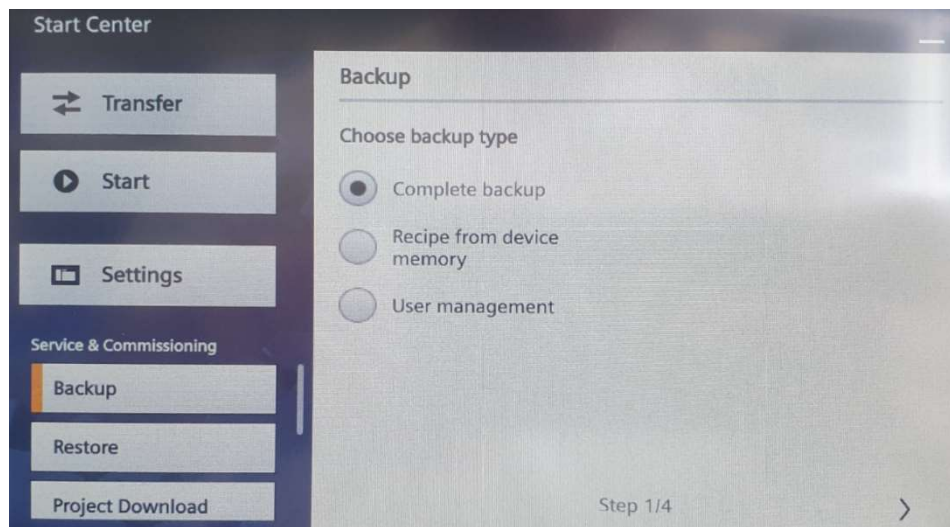 Start Center
Transfer
Start
Settings
Service & Commissioning
Backup
Restore
Project Download
Backup
Choose backup type
Complete backup
Recipe from device
memory
User management
Step 1/4